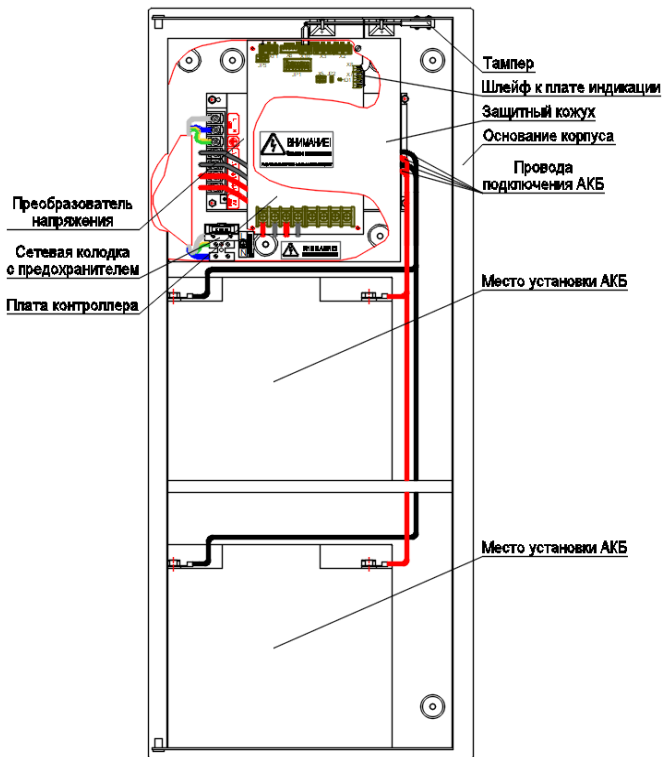 Тампер
Шлейф к плате индикации
Защитный кожух
Основание корпуса
Провода
подключения АКБ
ВНИМАНИЕ!
Преобразователь
напряжения
Сетевая колодка
с предохранителем
Плата контроллера
Место установки АКБ
Место установки АКБ